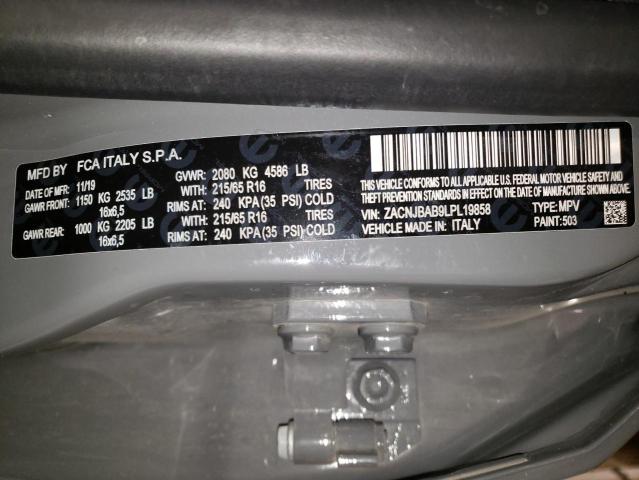 MFD BY FCA ITALY S.P.A.
DATE OF MFR: 11/19
GVWR: 2080 KG 4586 LB
GAWR FRONT: 1150 KG 2535 LB WITH: 215/65 R16 TIRES
16x6,5 RIMS AT: 240 KPA(35 PSI) COLD
GAWR REAR: 1000 KG 2205 LB WITH: 215/65 R16 TIRES
16x6,5 RIMS AT: 240 KPA(35 PSI) COLD
THIS VEHICLE CONFORMS TO ALL APPLICABLE U.S.A. FEDERAL MOTOR VEHICLE SAFETY, BUMPER AND
THEFT PREVENTION STANDARDS IN EFFECT ON THE DATE OF MANUFACTURE SHOWN ABOVE.
VIN: ZACNJBAB9LPL19858 TYPE: MPV
VEHICLE MADE IN: ITALY PAINT: 503